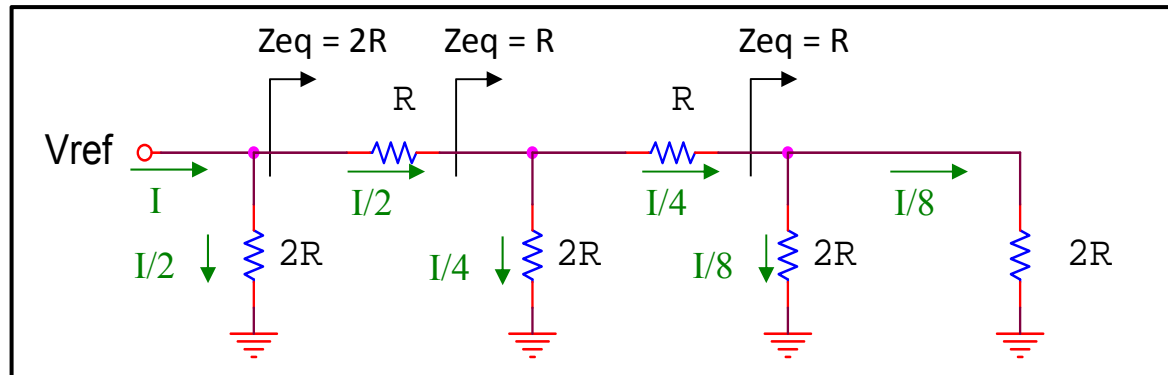 Zeq = 2R
Zeq = R
Zeq = R
R
R
Vref
I
I/2
I/4
I/8
I/2
2R
I/4
2R
I/8
2R
2R